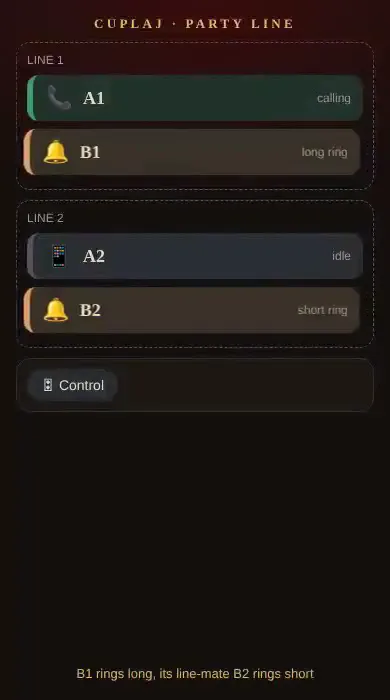 CUPLAJ · PARTY LINE
LINE 1
A1 calling
B1 long ring
LINE 2
A2 idle
B2 short ring
Control
B1 rings long, its line-mate B2 rings short